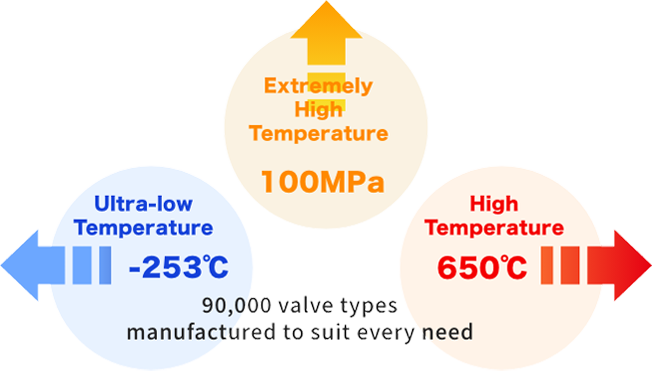 Extremely
High
Temperature
100MPa
Ultra-low
Temperature
-253℃
High
Temperature
650℃
90,000 valve types
manufactured to suit every need